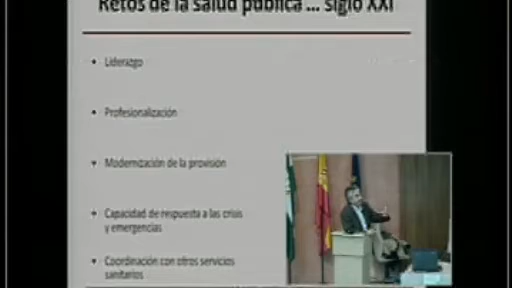 Retos de la salud pública ... siglo XXI
• Liderazgo
• Profesionalización
• Modernización de la provisión
• Capacidad de respuesta a las crisis
y emergencias
• Coordinación con otros servicios
sanitarios